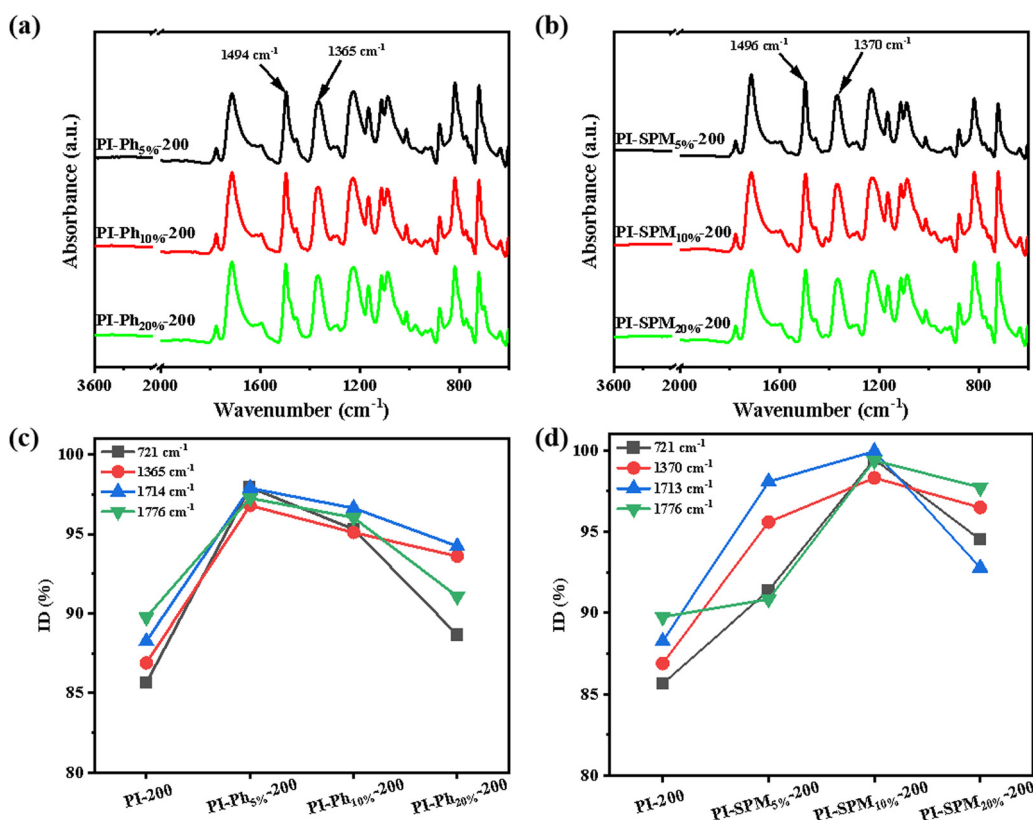 (a)
1494 cm⁻¹
1365 cm⁻¹
PI-Ph₅%-200
PI-Ph₁₀%-200
PI-Ph₂₀%-200
Absorbance (a.u.)
3600
2000
1600
1200
800
Wavenumber (cm⁻¹)
(b)
1496 cm⁻¹
1370 cm⁻¹
PI-SPM₅%-200
PI-SPM₁₀%-200
PI-SPM₂₀%-200
Absorbance (a.u.)
3600
2000
1600
1200
800
Wavenumber (cm⁻¹)
(c)
721 cm⁻¹
1365 cm⁻¹
1714 cm⁻¹
1776 cm⁻¹
100
95
90
85
80
ID (%)
PI-200
PI-Ph₅%-200
PI-Ph₁₀%-200
PI-Ph₂₀%-200
(d)
721 cm⁻¹
1370 cm⁻¹
1713 cm⁻¹
1776 cm⁻¹
100
95
90
85
80
ID (%)
PI-200
PI-SPM₅%-200
PI-SPM₁₀%-200
PI-SPM₂₀%-200